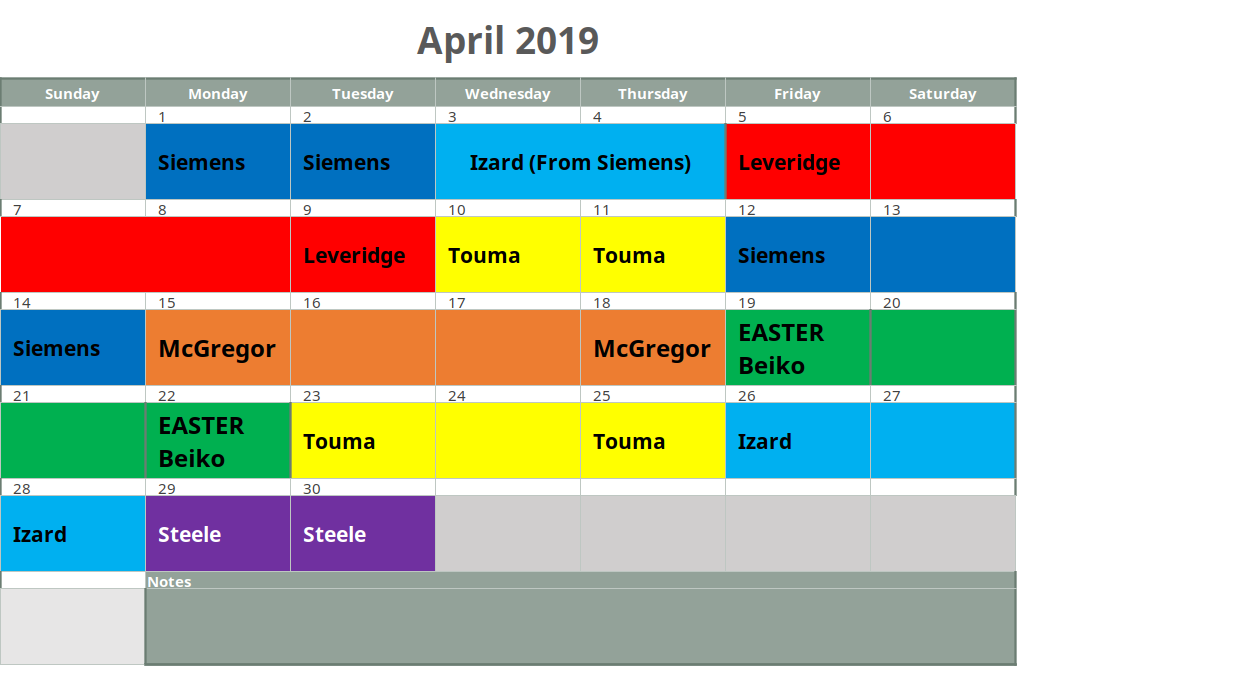 April 2019
Sunday Monday Tuesday Wednesday Thursday Friday Saturday
1 2 3 4 5 6
Siemens Siemens Izard (From Siemens) Leveridge
7 8 9 10 11 12 13
Leveridge Touma Touma Siemens
14 15 16 17 18 19 20
Siemens McGregor McGregor EASTER
Beiko
21 22 23 24 25 26 27
EASTER
Beiko Touma Touma Izard
28 29 30
Izard Steele Steele
Notes